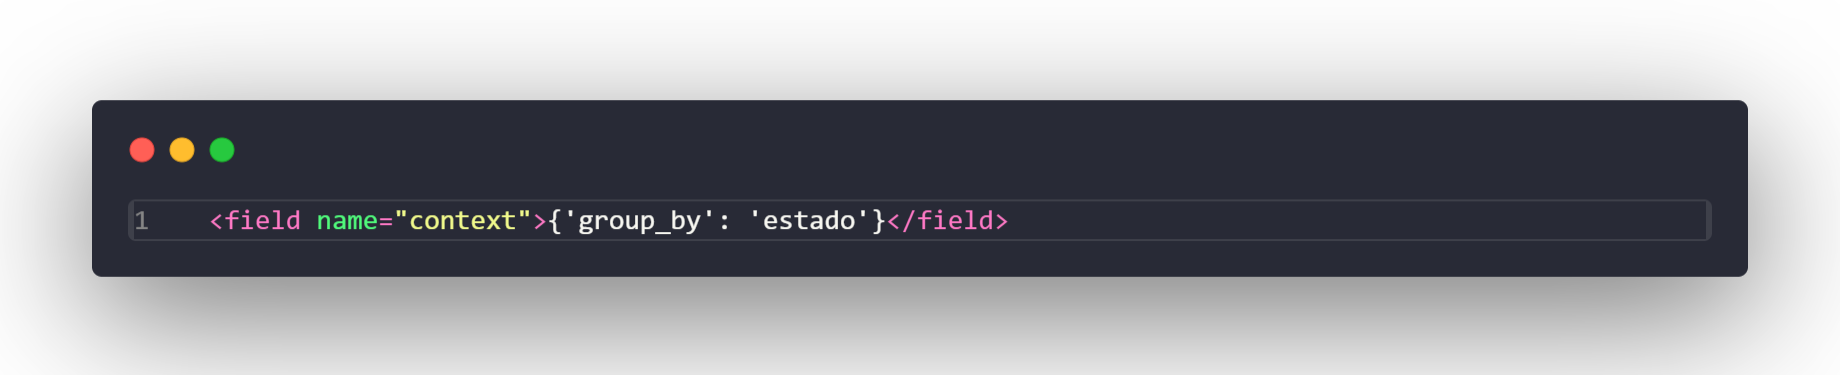 1 <field name="context">{'group_by': 'estado'}</field>